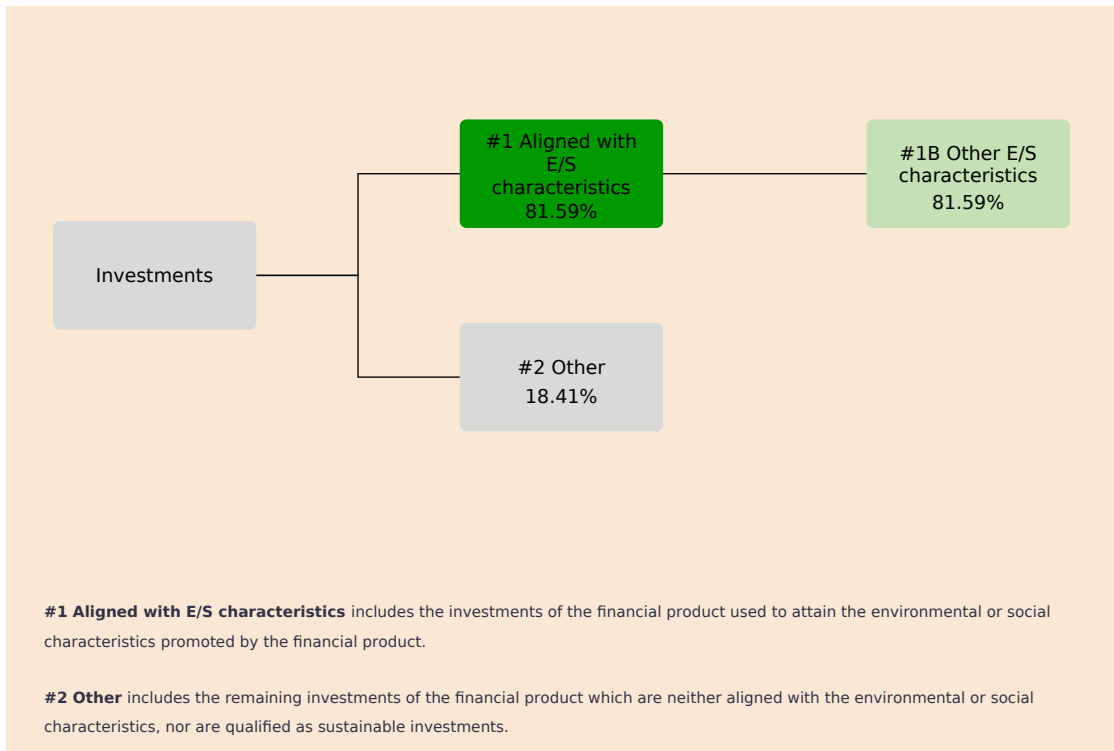 #1 Aligned with
E/S
characteristics
81.59%
#1B Other E/S
characteristics
81.59%
Investments
#2 Other
18.41%
#1 Aligned with E/S characteristics includes the investments of the financial product used to attain the environmental or social
characteristics promoted by the financial product.
#2 Other includes the remaining investments of the financial product which are neither aligned with the environmental or social
characteristics, nor are qualified as sustainable investments.